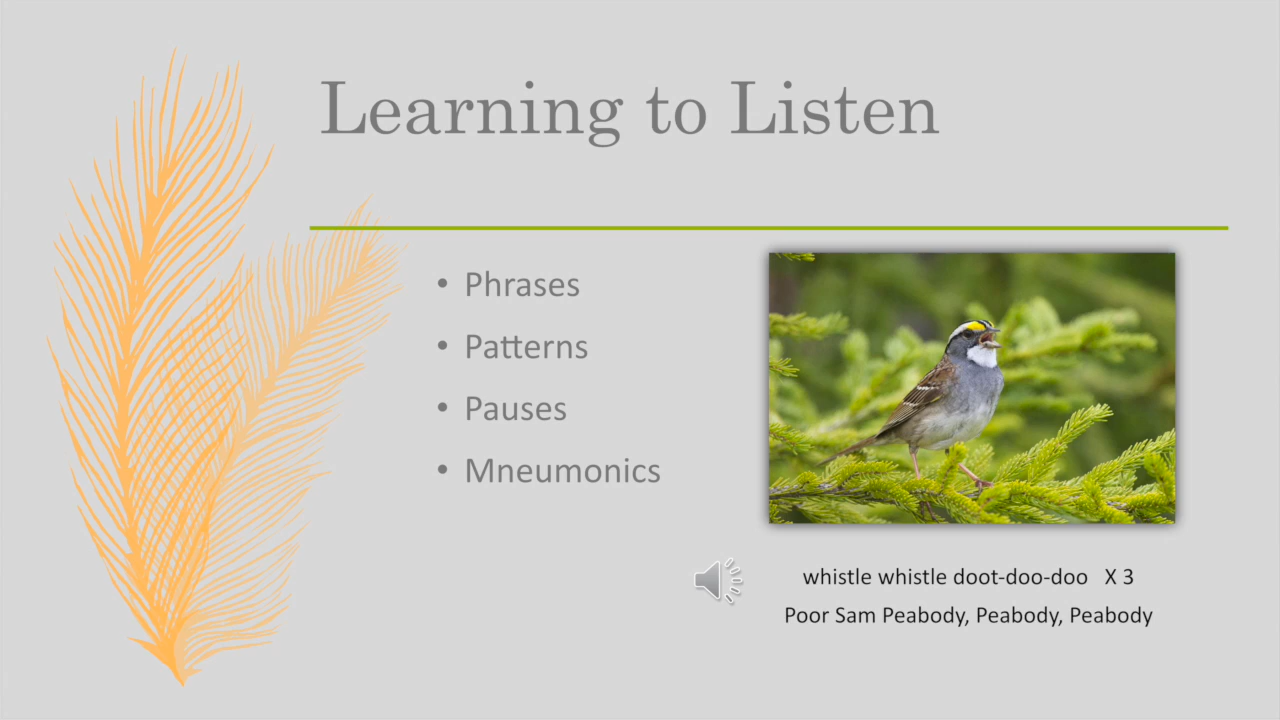 Learning to Listen
• Phrases
• Patterns
• Pauses
• Mneumonics
whistle whistle doot-doo-doo   X 3
Poor Sam Peabody, Peabody, Peabody